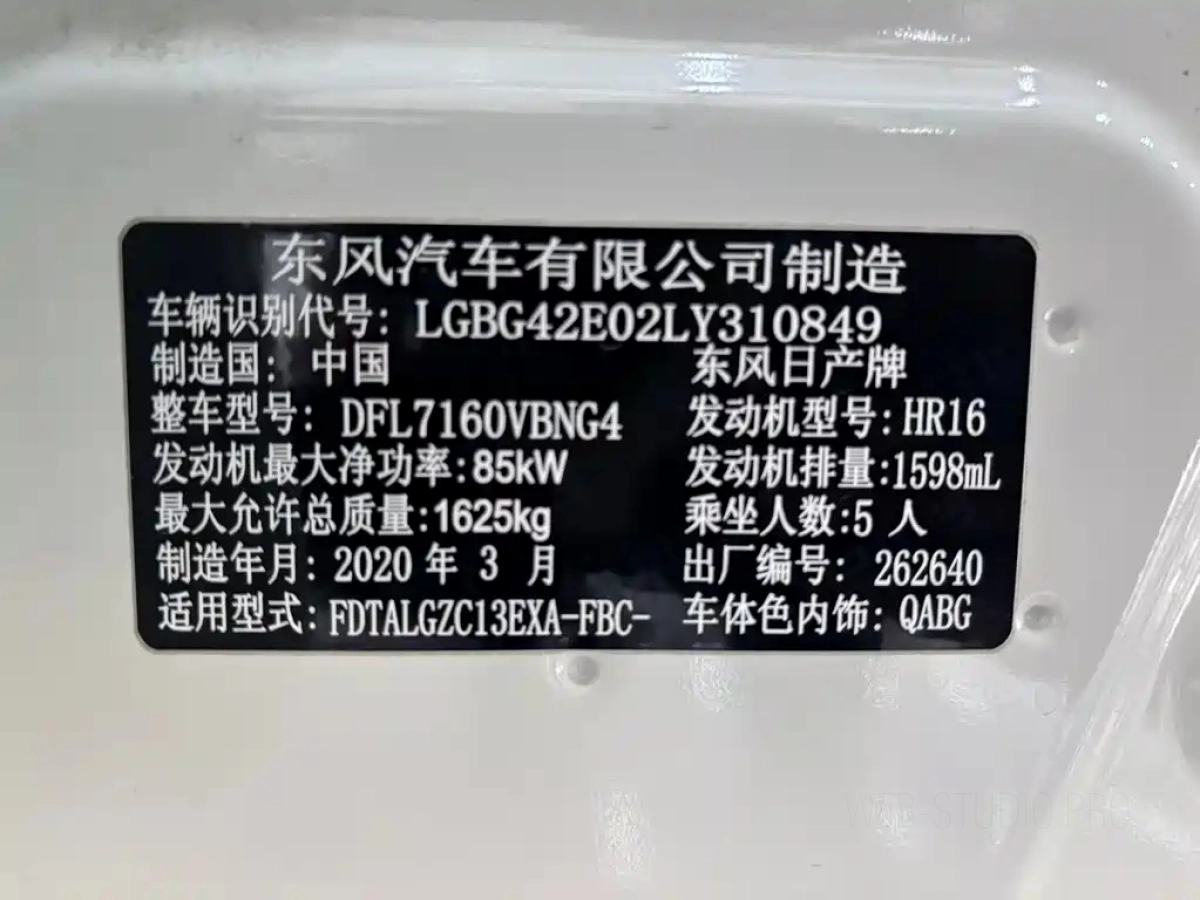 东风汽车有限公司制造
车辆识别代号: LGBG42E02LY310849
制造国: 中国 东风日产牌
整车型号: DFL7160VBNG4 发动机型号: HR16
发动机最大净功率:85kW 发动机排量:1598mL
最大允许总质量:1625kg 乘坐人数:5 人
制造年月: 2020 年 3 月 出厂编号: 262640
适用型式: FDTALGZC13EXA-FBC- 车体色内饰: QABG